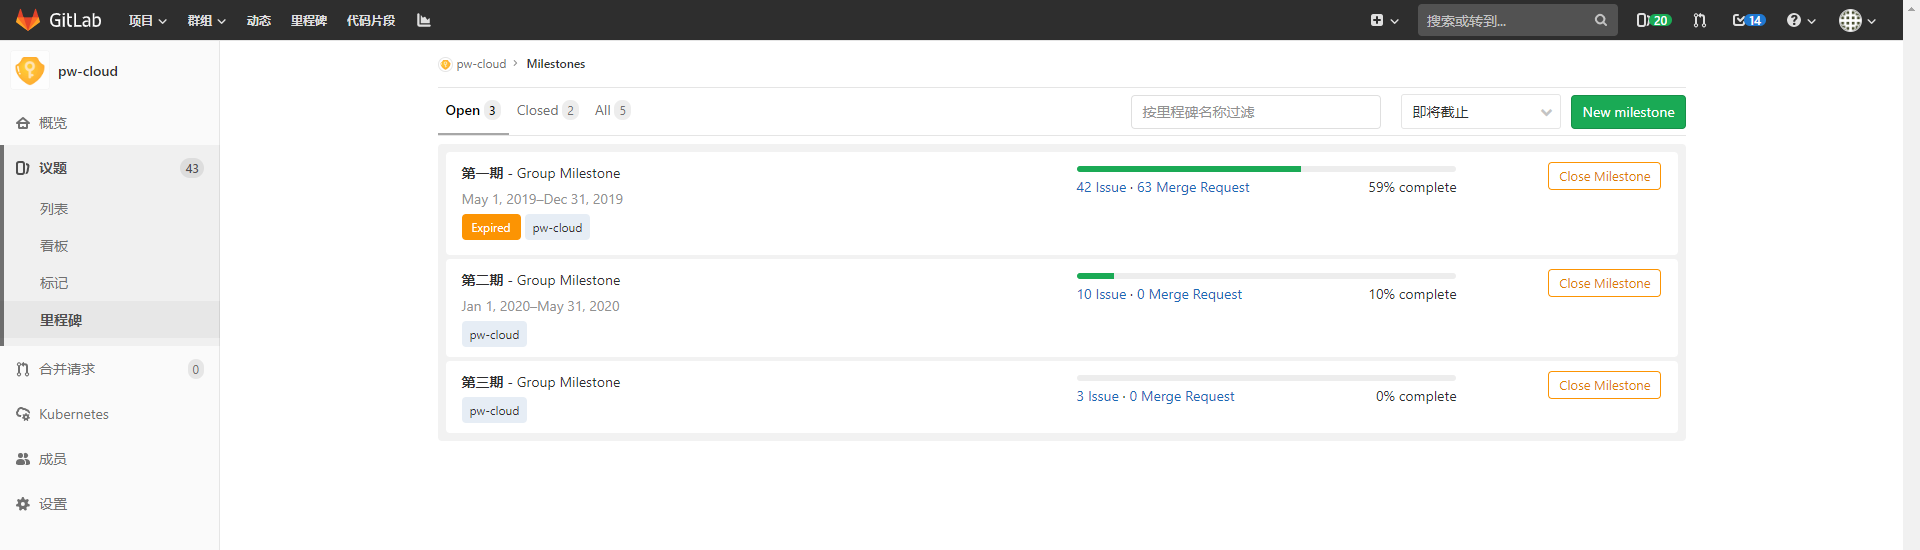 GitLab 项目 群组 动态 里程碑 代码片段 搜索或转到... 20 14
pw-cloud
概览
议题 43
列表
看板
标记
里程碑
合并请求 0
Kubernetes
成员
设置
pw-cloud › Milestones
Open 3 Closed 2 All 5 按里程碑名称过滤 即将截止 New milestone
第一期 - Group Milestone
May 1, 2019–Dec 31, 2019
Expired pw-cloud
42 Issue · 63 Merge Request 59% complete
Close Milestone
第二期 - Group Milestone
Jan 1, 2020–May 31, 2020
pw-cloud
10 Issue · 0 Merge Request 10% complete
Close Milestone
第三期 - Group Milestone
pw-cloud
3 Issue · 0 Merge Request 0% complete
Close Milestone